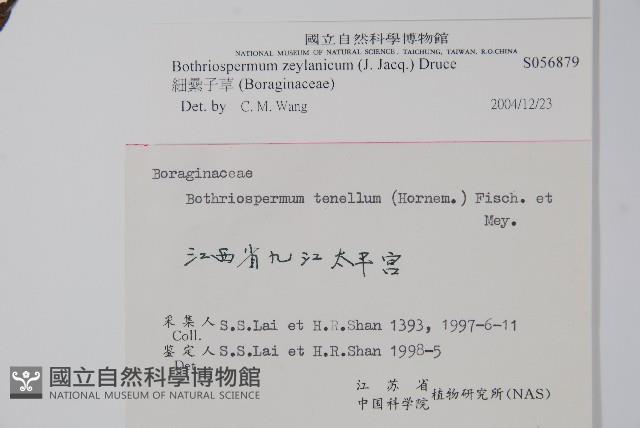 國立自然科學博物館
NATIONAL MUSEUM OF NATURAL SCIENCE, TAICHUNG, TAIWAN, R.O.CHINA
Bothriospermum zeylanicum (J. Jacq.) Druce S056879
細纍子草 (Boraginaceae)
Det. by C. M. Wang 2004/12/23
Boraginaceae
Bothriospermum tenellum (Hornem.) Fisch. et
Mey.
江西省九江太平宫
采集人 S.S.Lai et H.R.Shan 1393, 1997-6-11
Coll.
鉴定人 S.S.Lai et H.R.Shan 1998-5
Det.
江苏省
中国科学院 植物研究所(NAS)
國立自然科學博物館
NATIONAL MUSEUM OF NATURAL SCIENCE